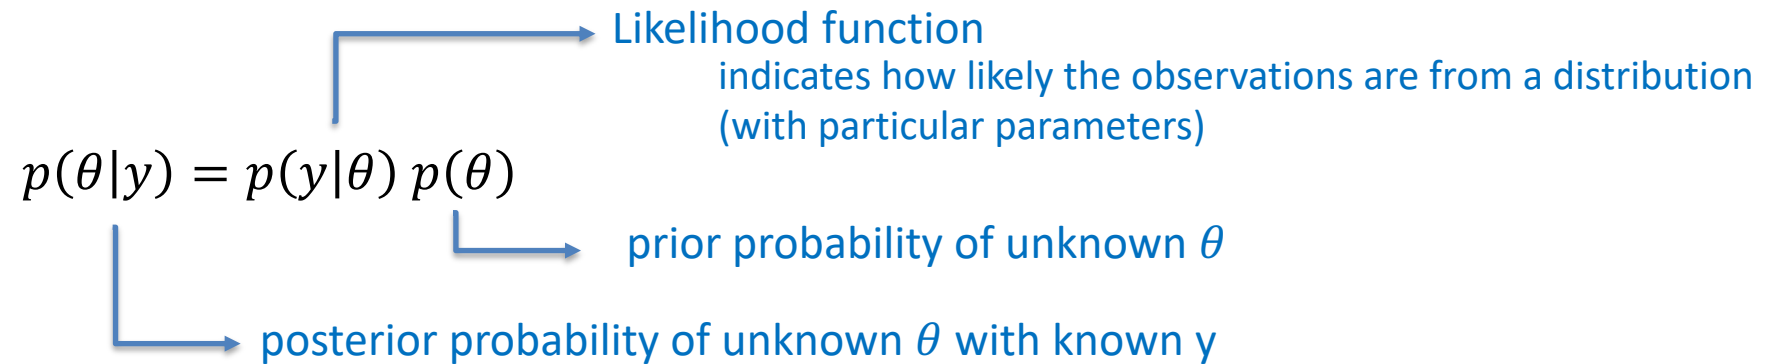 Likelihood function
indicates how likely the observations are from a distribution
(with particular parameters)
p(θ|y) = p(y|θ) p(θ)
prior probability of unknown θ
posterior probability of unknown θ with known y